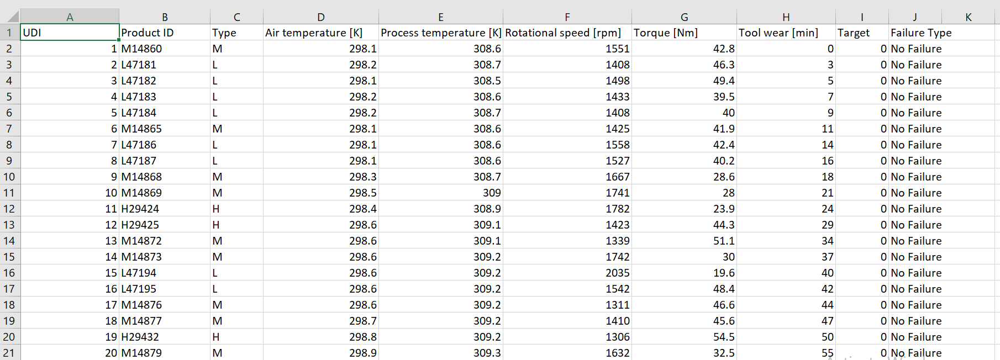 A B C D E F G H I J K
1 UDI Product ID Type Air temperature [K] Process temperature [K] Rotational speed [rpm] Torque [Nm] Tool wear [min] Target Failure Type
2 1 M14860 M 298.1 308.6 1551 42.8 0 0 No Failure
3 2 L47181 L 298.2 308.7 1408 46.3 3 0 No Failure
4 3 L47182 L 298.1 308.5 1498 49.4 5 0 No Failure
5 4 L47183 L 298.2 308.6 1433 39.5 7 0 No Failure
6 5 L47184 L 298.2 308.7 1408 40 9 0 No Failure
7 6 M14865 M 298.1 308.6 1425 41.9 11 0 No Failure
8 7 L47186 L 298.1 308.6 1558 42.4 14 0 No Failure
9 8 L47187 L 298.1 308.6 1527 40.2 16 0 No Failure
10 9 M14868 M 298.3 308.7 1667 28.6 18 0 No Failure
11 10 M14869 M 298.5 309 1741 28 21 0 No Failure
12 11 H29424 H 298.4 308.9 1782 23.9 24 0 No Failure
13 12 H29425 H 298.6 309.1 1423 44.3 29 0 No Failure
14 13 M14872 M 298.6 309.1 1339 51.1 34 0 No Failure
15 14 M14873 M 298.6 309.2 1742 30 37 0 No Failure
16 15 L47194 L 298.6 309.2 2035 19.6 40 0 No Failure
17 16 L47195 L 298.6 309.2 1542 48.4 42 0 No Failure
18 17 M14876 M 298.6 309.2 1311 46.6 44 0 No Failure
19 18 M14877 M 298.7 309.2 1410 45.6 47 0 No Failure
20 19 H29432 H 298.8 309.2 1306 54.5 50 0 No Failure
21 20 M14879 M 298.9 309.3 1632 32.5 55 0 No Failure